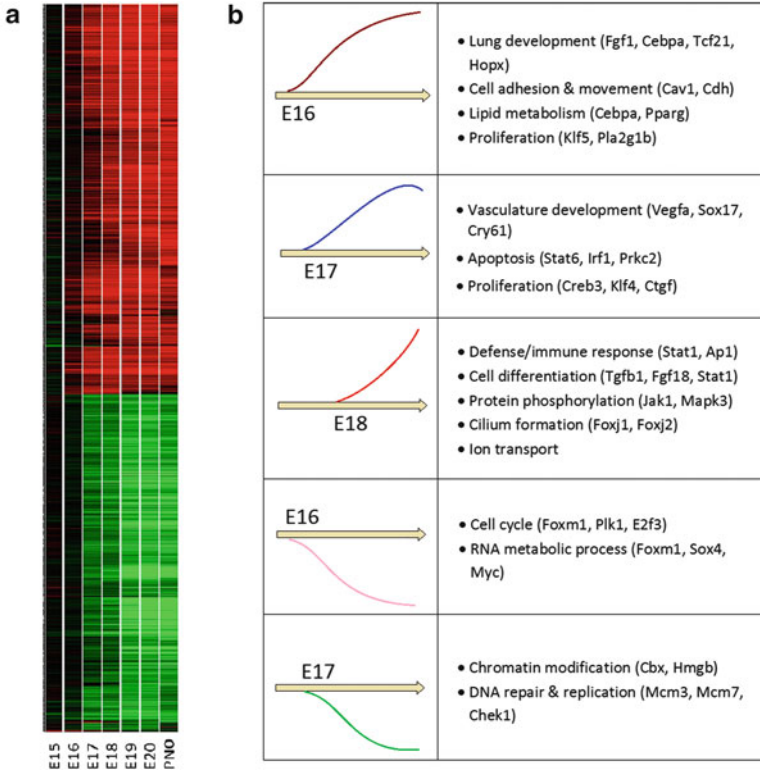 a
E15
E16
E17
E18
E19
E20
PN0
b
E16
• Lung development (Fgf1, Cebpa, Tcf21,
Hopx)
• Cell adhesion & movement (Cav1, Cdh)
• Lipid metabolism (Cebpa, Pparg)
• Proliferation (Klf5, Pla2g1b)
E17
• Vasculature development (Vegfa, Sox17,
Cry61)
• Apoptosis (Stat6, Irf1, Prkc2)
• Proliferation (Creb3, Klf4, Ctgf)
E18
• Defense/immune response (Stat1, Ap1)
• Cell differentiation (Tgfb1, Fgf18, Stat1)
• Protein phosphorylation (Jak1, Mapk3)
• Cilium formation (Foxj1, Foxj2)
• Ion transport
E16
• Cell cycle (Foxm1, Plk1, E2f3)
• RNA metabolic process (Foxm1, Sox4,
Myc)
E17
• Chromatin modification (Cbx, Hmgb)
• DNA repair & replication (Mcm3, Mcm7,
Chek1)